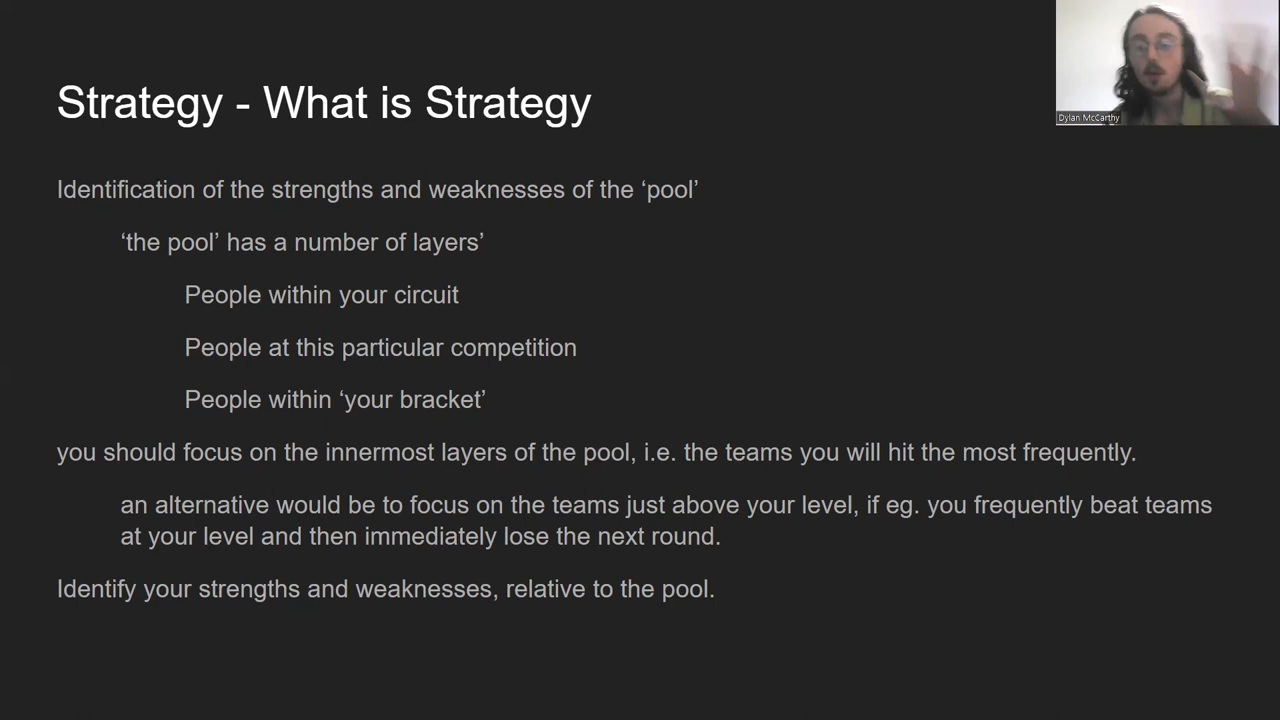 Strategy - What is Strategy
Dylan McCarthy
Identification of the strengths and weaknesses of the ‘pool’
‘the pool’ has a number of layers’
People within your circuit
People at this particular competition
People within ‘your bracket’
you should focus on the innermost layers of the pool, i.e. the teams you will hit the most frequently.
an alternative would be to focus on the teams just above your level, if eg. you frequently beat teams
at your level and then immediately lose the next round.
Identify your strengths and weaknesses, relative to the pool.